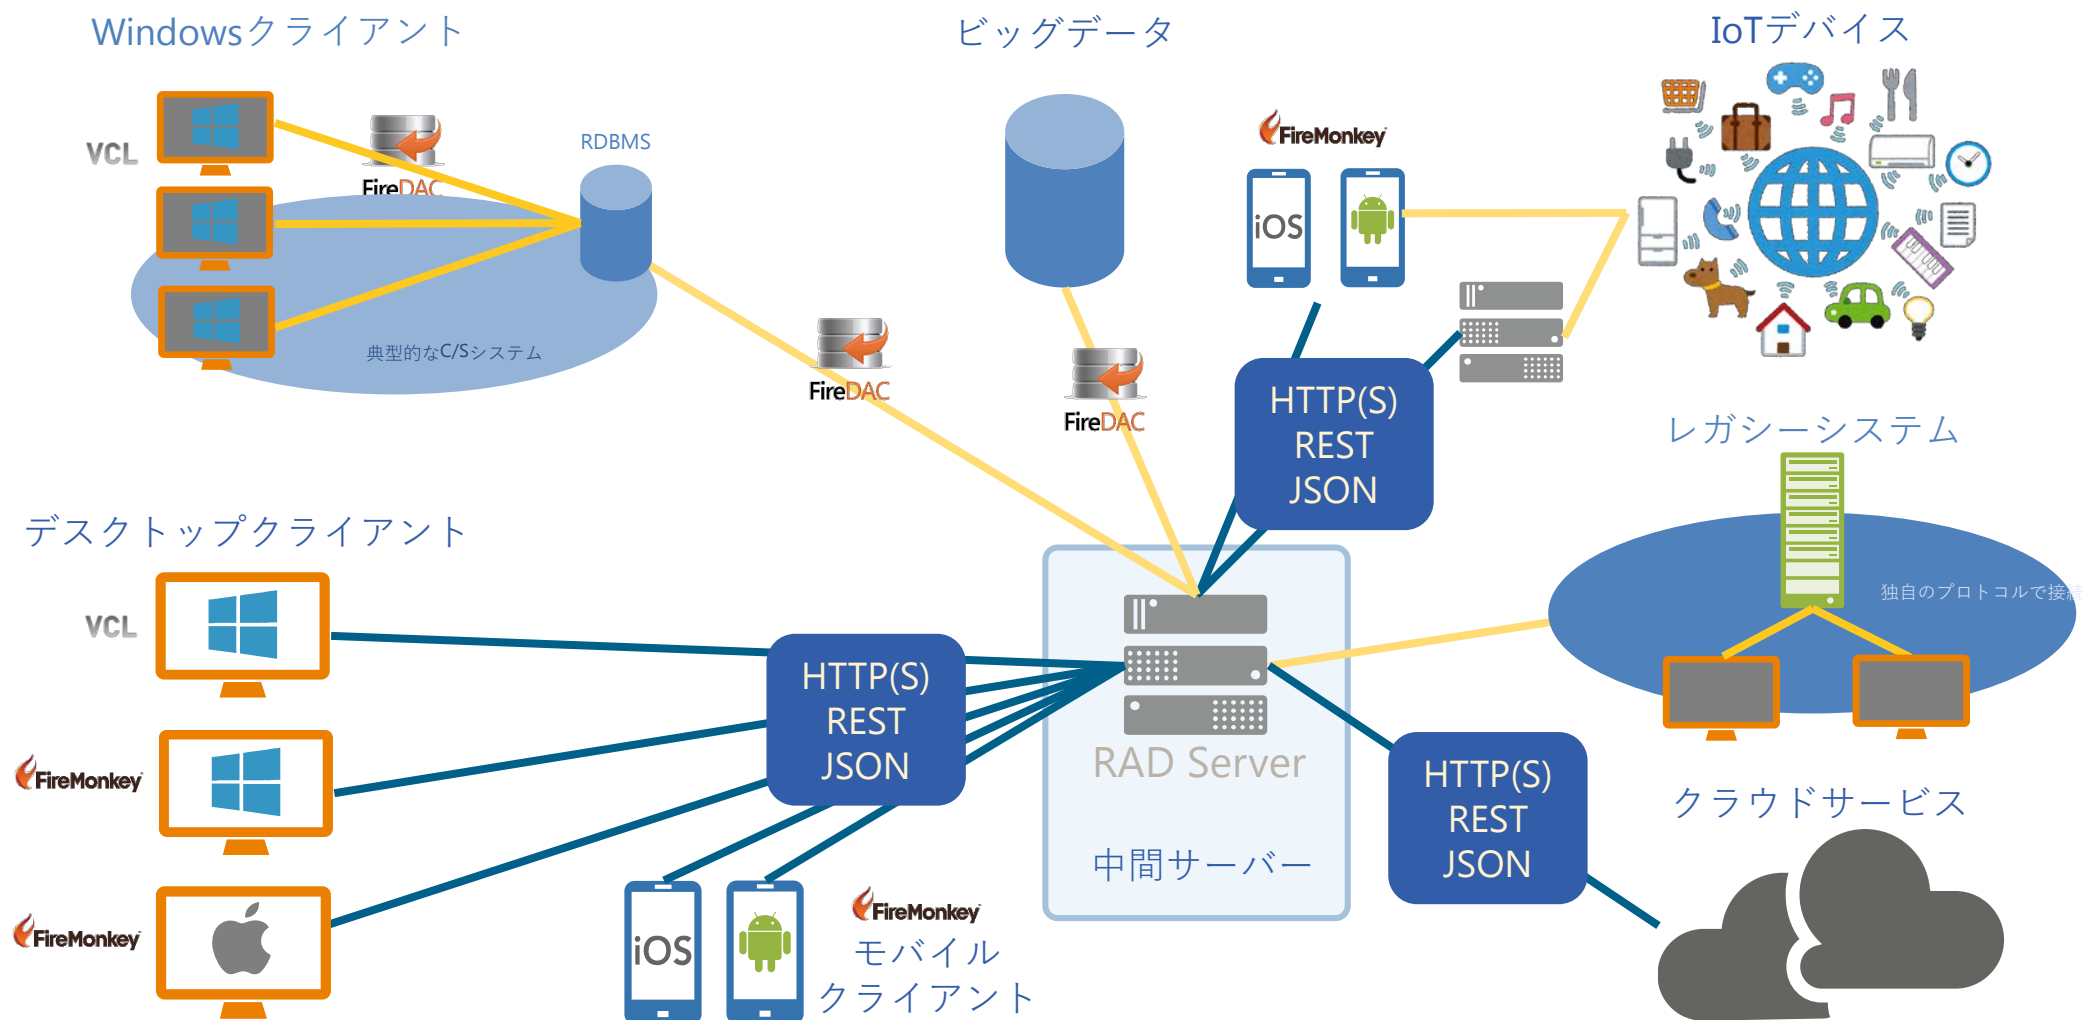 Windowsクライアント
ビッグデータ
IoTデバイス
VCL
FireDAC
RDBMS
典型的なC/Sシステム
FireMonkey
iOS
FireDAC
FireDAC
HTTP(S)
REST
JSON
レガシーシステム
独自のプロトコルで接続
デスクトップクライアント
VCL
FireMonkey
FireMonkey
HTTP(S)
REST
JSON
RAD Server
中間サーバー
HTTP(S)
REST
JSON
クラウドサービス
iOS
FireMonkey
モバイル
クライアント